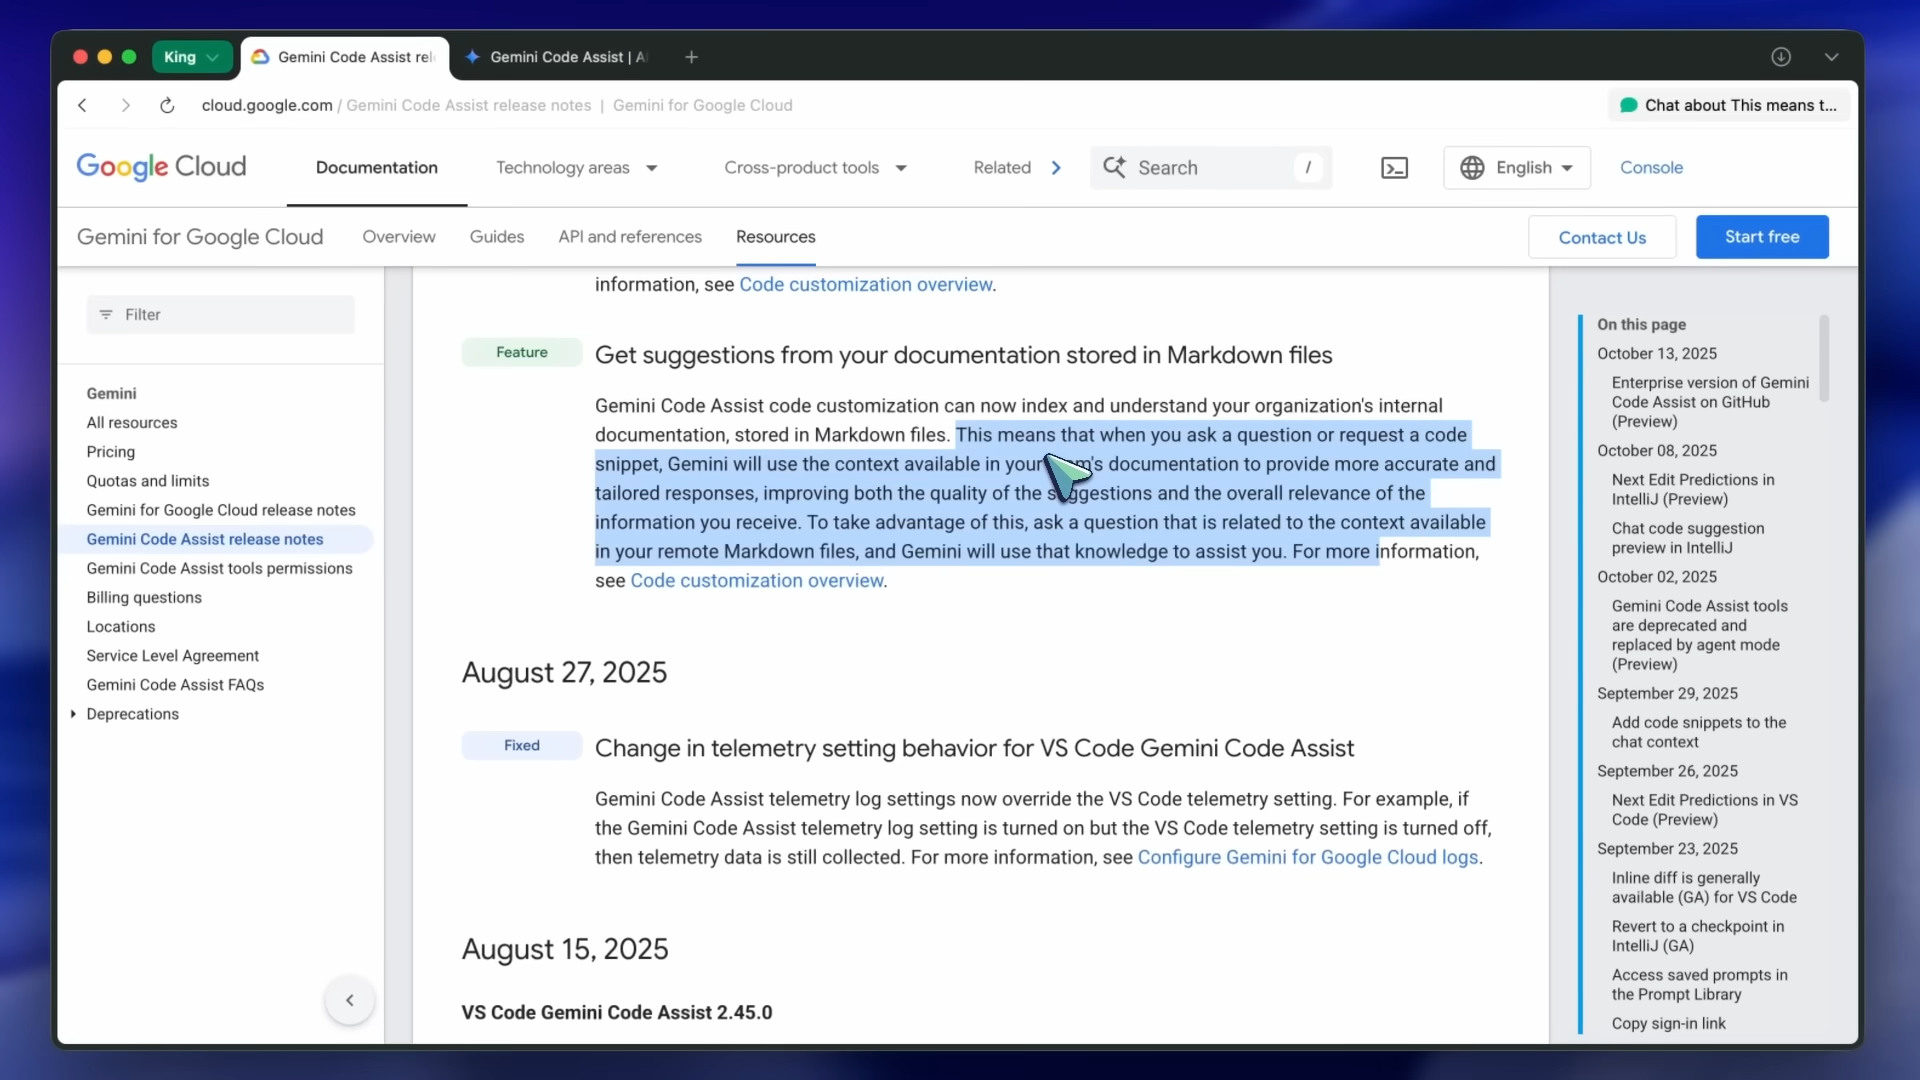 King
Gemini Code Assist rel
Gemini Code Assist | A
cloud.google.com / Gemini Code Assist release notes | Gemini for Google Cloud
Chat about This means t...
Google Cloud
Documentation
Technology areas
Cross-product tools
Related
Search
/
English
Console
Gemini for Google Cloud
Overview
Guides
API and references
Resources
Contact Us
Start free
Filter
Gemini
All resources
Pricing
Quotas and limits
Gemini for Google Cloud release notes
Gemini Code Assist release notes
Gemini Code Assist tools permissions
Billing questions
Locations
Service Level Agreement
Gemini Code Assist FAQs
Deprecations
information, see Code customization overview.
Feature
Get suggestions from your documentation stored in Markdown files
Gemini Code Assist code customization can now index and understand your organization's internal
documentation, stored in Markdown files. This means that when you ask a question or request a code
snippet, Gemini will use the context available in your documentation to provide more accurate and
tailored responses, improving both the quality of the suggestions and the overall relevance of the
information you receive. To take advantage of this, ask a question that is related to the context available
in your remote Markdown files, and Gemini will use that knowledge to assist you. For more information,
see Code customization overview.
August 27, 2025
Fixed
Change in telemetry setting behavior for VS Code Gemini Code Assist
Gemini Code Assist telemetry log settings now override the VS Code telemetry setting. For example, if
the Gemini Code Assist telemetry log setting is turned on but the VS Code telemetry setting is turned off,
then telemetry data is still collected. For more information, see Configure Gemini for Google Cloud logs.
August 15, 2025
VS Code Gemini Code Assist 2.45.0
On this page
October 13, 2025
Enterprise version of Gemini
Code Assist on GitHub
(Preview)
October 08, 2025
Next Edit Predictions in
IntelliJ (Preview)
Chat code suggestion
preview in IntelliJ
October 02, 2025
Gemini Code Assist tools
are deprecated and
replaced by agent mode
(Preview)
September 29, 2025
Add code snippets to the
chat context
September 26, 2025
Next Edit Predictions in VS
Code (Preview)
September 23, 2025
Inline diff is generally
available (GA) for VS Code
Revert to a checkpoint in
IntelliJ (GA)
Access saved prompts in
the Prompt Library
Copy sign-in link